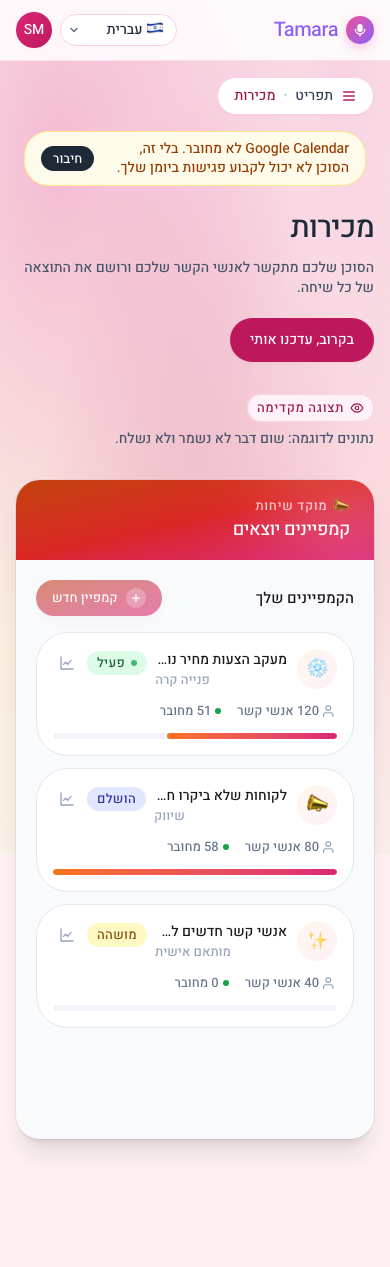 Tamara
🇮🇱 עברית
SM
תפריט · מכירות
Google Calendar לא מחובר. בלי זה,
הסוכן לא יכול לקבוע פגישות ביומן שלך.
חיבור
מכירות
הסוכן שלכם מתקשר לאנשי הקשר שלכם ורושם את התוצאה
של כל שיחה.
בקרוב, עדכנו אותי
תצוגה מקדימה
נתונים לדוגמה: שום דבר לא נשמר ולא נשלח.
📣 מוקד שיחות
קמפיינים יוצאים
הקמפיינים שלך
קמפיין חדש
מעקב הצעות מחיר נו...
פעיל
פנייה קרה
120 אנשי קשר
51 מחובר
לקוחות שלא ביקרו ח...
הושלם
שיווק
80 אנשי קשר
58 מחובר
אנשי קשר חדשים ל...
מושהה
מותאם אישית
40 אנשי קשר
0 מחובר